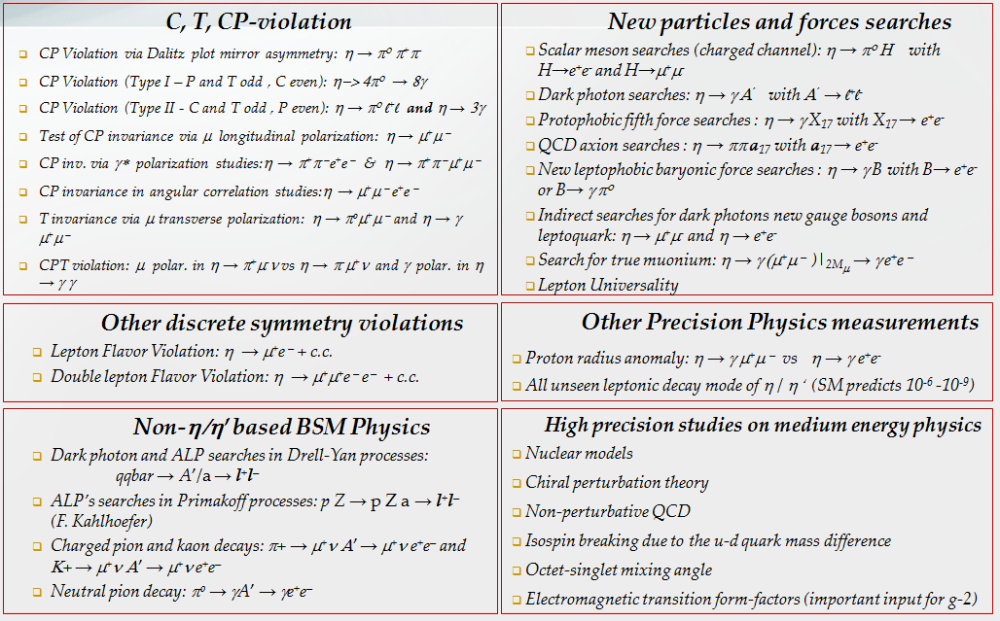 C, T, CP-violation
❑ CP Violation via Dalitz plot mirror asymmetry: η → π⁰ π⁺ π
❑ CP Violation (Type I – P and T odd , C even): η–> 4π⁰ → 8γ
❑ CP Violation (Type II - C and T odd , P even): η → π⁰ ℓ⁺ℓ and η → 3γ
❑ Test of CP invariance via μ longitudinal polarization: η → μ⁺μ⁻
❑ CP inv. via γ* polarization studies:η → π⁺π⁻e⁺e⁻ & η → π⁺π⁻μ⁺μ⁻
❑ CP invariance in angular correlation studies:η → μ⁺μ⁻e⁺e⁻
❑ T invariance via μ transverse polarization: η → π⁰μ⁺μ⁻ and η → γ
μ⁺μ⁻
❑ CPT violation: μ polar. in η → π⁺μ ν vs η → π μ⁺ν and γ polar. in η
→ γ γ
New particles and forces searches
❑ Scalar meson searches (charged channel): η → π⁰ H with
H→e⁺e⁻ and H→μ⁺μ
❑ Dark photon searches: η → γ A′ with A′ → ℓ⁺ℓ
❑ Protophobic fifth force searches : η → γX₁₇ with X₁₇ → e⁺e⁻
❑ QCD axion searches : η → ππa₁₇ with a₁₇ → e⁺e⁻
❑ New leptophobic baryonic force searches : η → γB with B→ e⁺e⁻
or B→ γπ⁰
❑ Indirect searches for dark photons new gauge bosons and
leptoquark: η → μ⁺μ and η → e⁺e⁻
❑ Search for true muonium: η → γ(μ⁺μ⁻ )|2Mμ → γe⁺e⁻
❑ Lepton Universality
Other discrete symmetry violations
❑ Lepton Flavor Violation: η → μ⁺e⁻ + c.c.
❑ Double lepton Flavor Violation: η → μ⁺μ⁺e⁻e⁻ + c.c.
Other Precision Physics measurements
❑ Proton radius anomaly: η → γ μ⁺μ⁻ vs η → γ e⁺e⁻
❑ All unseen leptonic decay mode of η / η ′ (SM predicts 10⁻⁶ -10⁻⁹)
Non-η/η′ based BSM Physics
❑ Dark photon and ALP searches in Drell-Yan processes:
qqbar → A′/a → l⁺l⁻
❑ ALP's searches in Primakoff processes: p Z → p Z a → l⁺l⁻
(F. Kahlhoefer)
❑ Charged pion and kaon decays: π+ → μ⁺ν A′ → μ⁺ν e⁺e⁻ and
K+ → μ⁺ν A′ → μ⁺ν e⁺e⁻
❑ Neutral pion decay: π⁰ → γA′ → γe⁺e⁻
High precision studies on medium energy physics
❑ Nuclear models
❑ Chiral perturbation theory
❑ Non-perturbative QCD
❑ Isospin breaking due to the u-d quark mass difference
❑ Octet-singlet mixing angle
❑ Electromagnetic transition form-factors (important input for g-2)